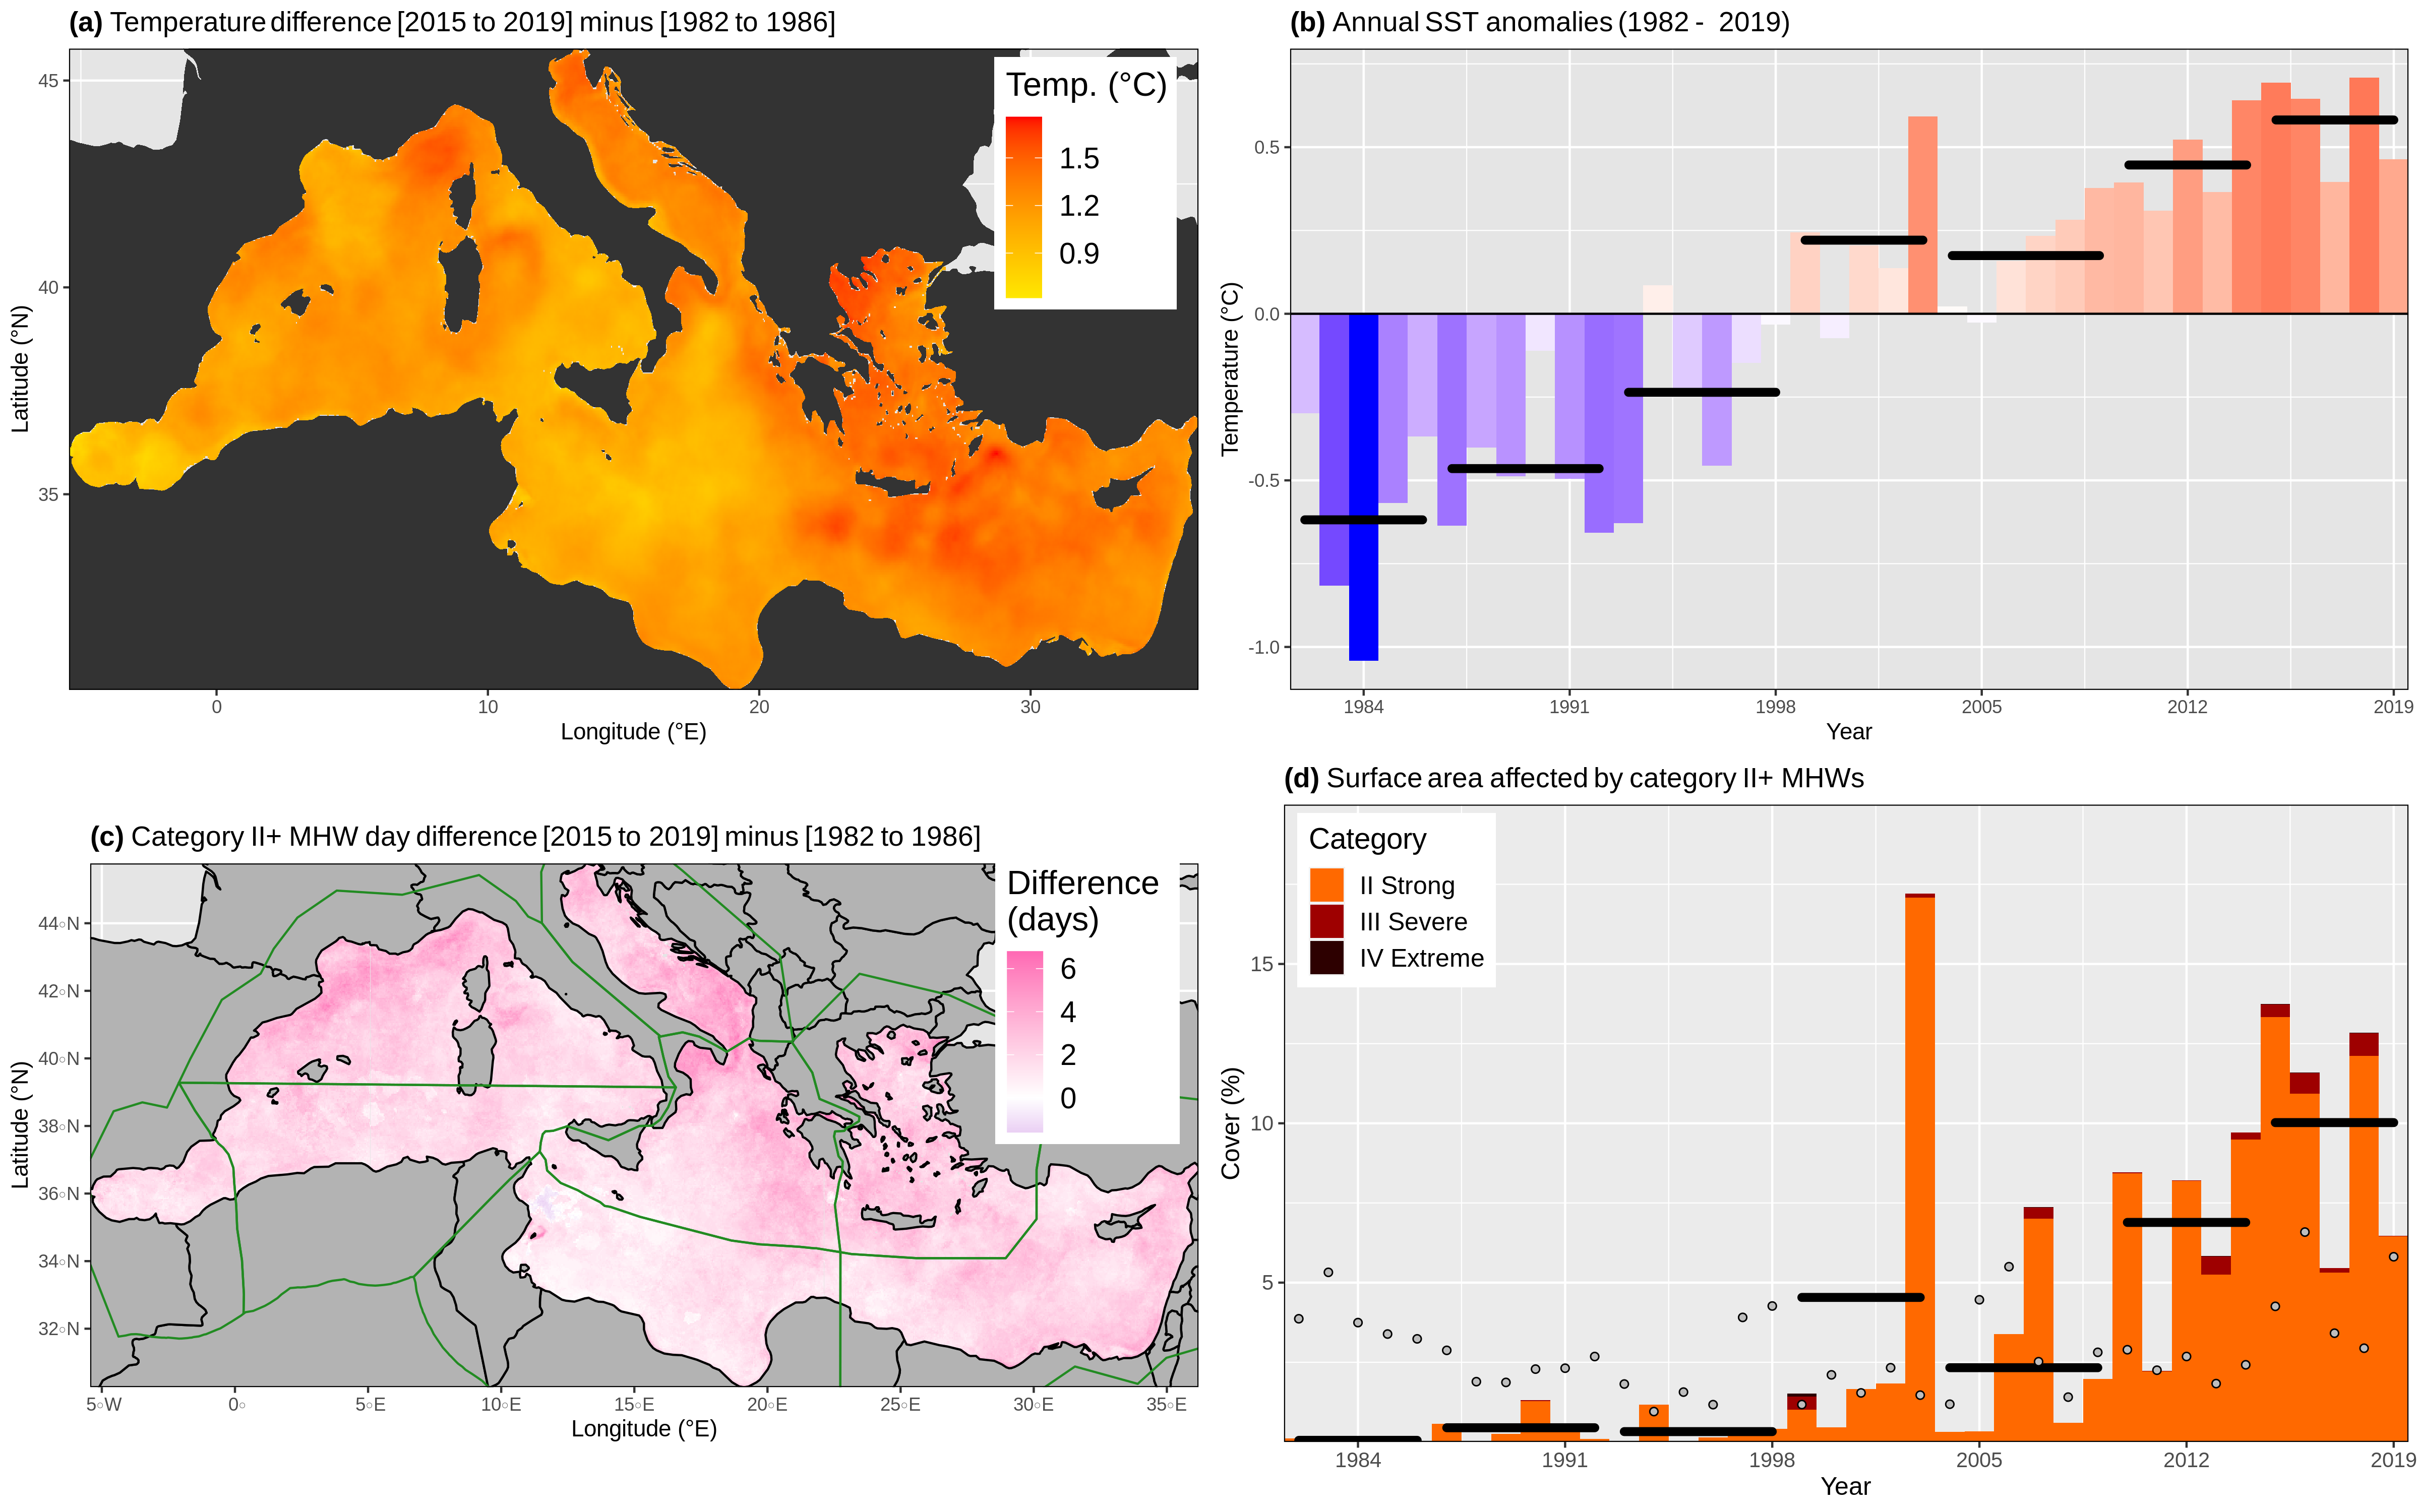 (a) Temperature difference [2015 to 2019] minus [1982 to 1986]
Temp. (°C)
1.5
1.2
0.9
45
40
35
Latitude (°N)
0
10
20
30
Longitude (°E)
(b) Annual SST anomalies (1982 - 2019)
0.5
0.0
-0.5
-1.0
Temperature (°C)
1984
1991
1998
2005
2012
2019
Year
(c) Category II+ MHW day difference [2015 to 2019] minus [1982 to 1986]
Difference
(days)
6
4
2
0
44◦N
42◦N
40◦N
38◦N
36◦N
34◦N
32◦N
Latitude (°N)
5◦W
0◦
5◦E
10◦E
15◦E
20◦E
25◦E
30◦E
35◦E
Longitude (°E)
(d) Surface area affected by category II+ MHWs
Category
II Strong
III Severe
IV Extreme
15
10
5
Cover (%)
1984
1991
1998
2005
2012
2019
Year